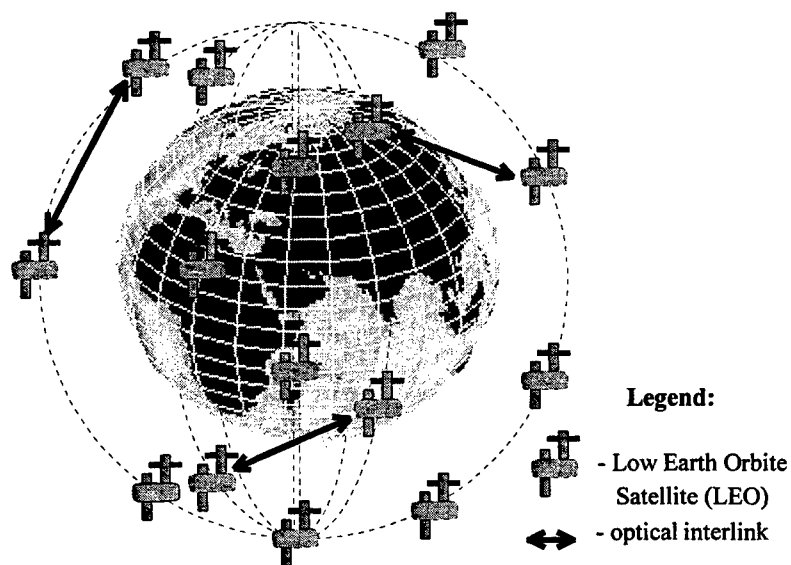 Legend:
- Low Earth Orbite
Satellite (LEO)
- optical interlink